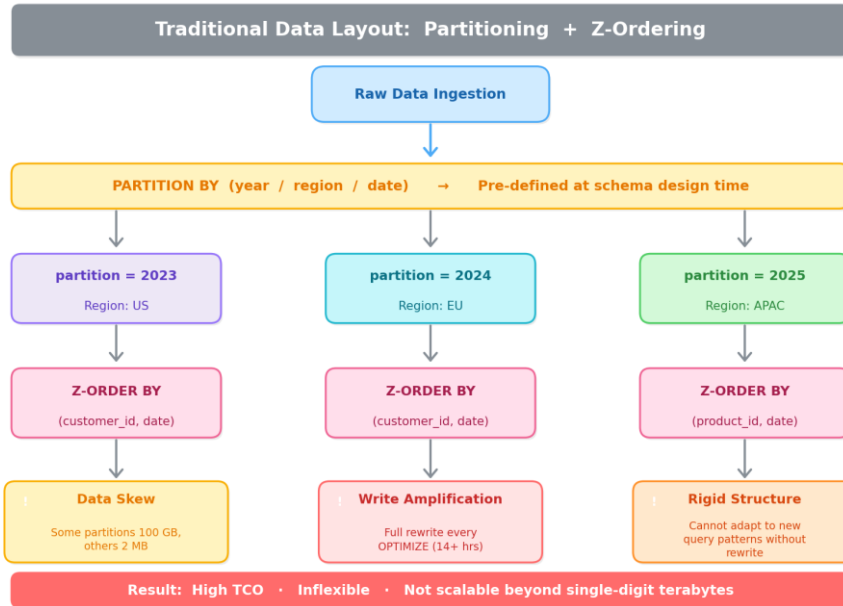 Traditional Data Layout:  Partitioning  +  Z-Ordering
Raw Data Ingestion
PARTITION BY  (year  /  region  /  date)  →  Pre-defined at schema design time
partition = 2023
Region: US
partition = 2024
Region: EU
partition = 2025
Region: APAC
Z-ORDER BY
(customer_id, date)
Z-ORDER BY
(customer_id, date)
Z-ORDER BY
(product_id, date)
! Data Skew
Some partitions 100 GB,
others 2 MB
! Write Amplification
Full rewrite every
OPTIMIZE (14+ hrs)
! Rigid Structure
Cannot adapt to new
query patterns without
rewrite
Result:  High TCO  ·  Inflexible  ·  Not scalable beyond single-digit terabytes